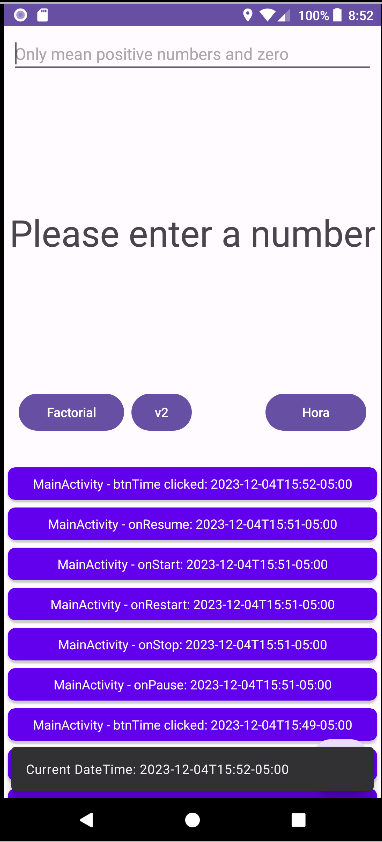 100% 8:52
Only mean positive numbers and zero
Please enter a number
Factorial v2 Hora
MainActivity - btnTime clicked: 2023-12-04T15:52-05:00
MainActivity - onResume: 2023-12-04T15:51-05:00
MainActivity - onStart: 2023-12-04T15:51-05:00
MainActivity - onRestart: 2023-12-04T15:51-05:00
MainActivity - onStop: 2023-12-04T15:51-05:00
MainActivity - onPause: 2023-12-04T15:51-05:00
MainActivity - btnTime clicked: 2023-12-04T15:49-05:00
Current DateTime: 2023-12-04T15:52-05:00